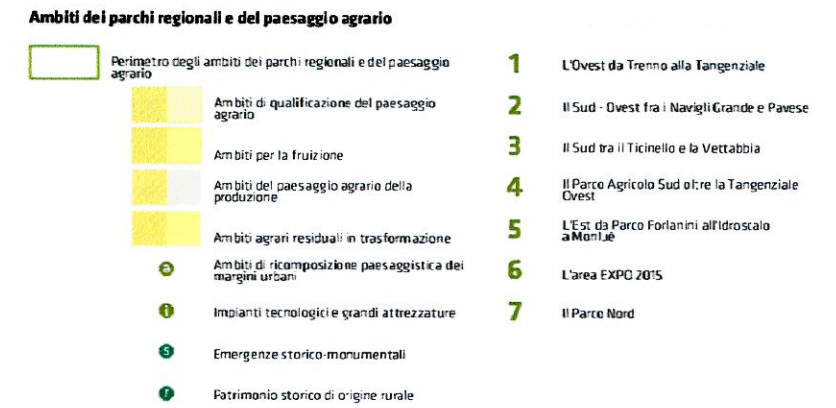 Ambiti dei parchi regionali e del paesaggio agrario
Perimetro degli ambiti dei parchi regionali e del paesaggio
agrario
Ambiti di qualificazione del paesaggio
agrario
Ambiti per la fruizione
Ambiti del paesaggio agrario della
produzione
Ambiti agrari residuali in trasformazione
a Ambiti di ricomposizione paesaggistica dei
margini urbani
i Impianti tecnologici e grandi attrezzature
s Emergenze storico-monumentali
r Patrimonio storico di origine rurale
1 L'Ovest da Trenno alla Tangenziale
2 Il Sud - Ovest fra i Navigli Grande e Pavese
3 Il Sud tra il Ticinello e la Vettabbia
4 Il Parco Agricolo Sud oltre la Tangenziale
Ovest
5 L'Est da Parco Forlanini all'Idroscalo
a Monlué
6 L'area EXPO 2015
7 Il Parco Nord